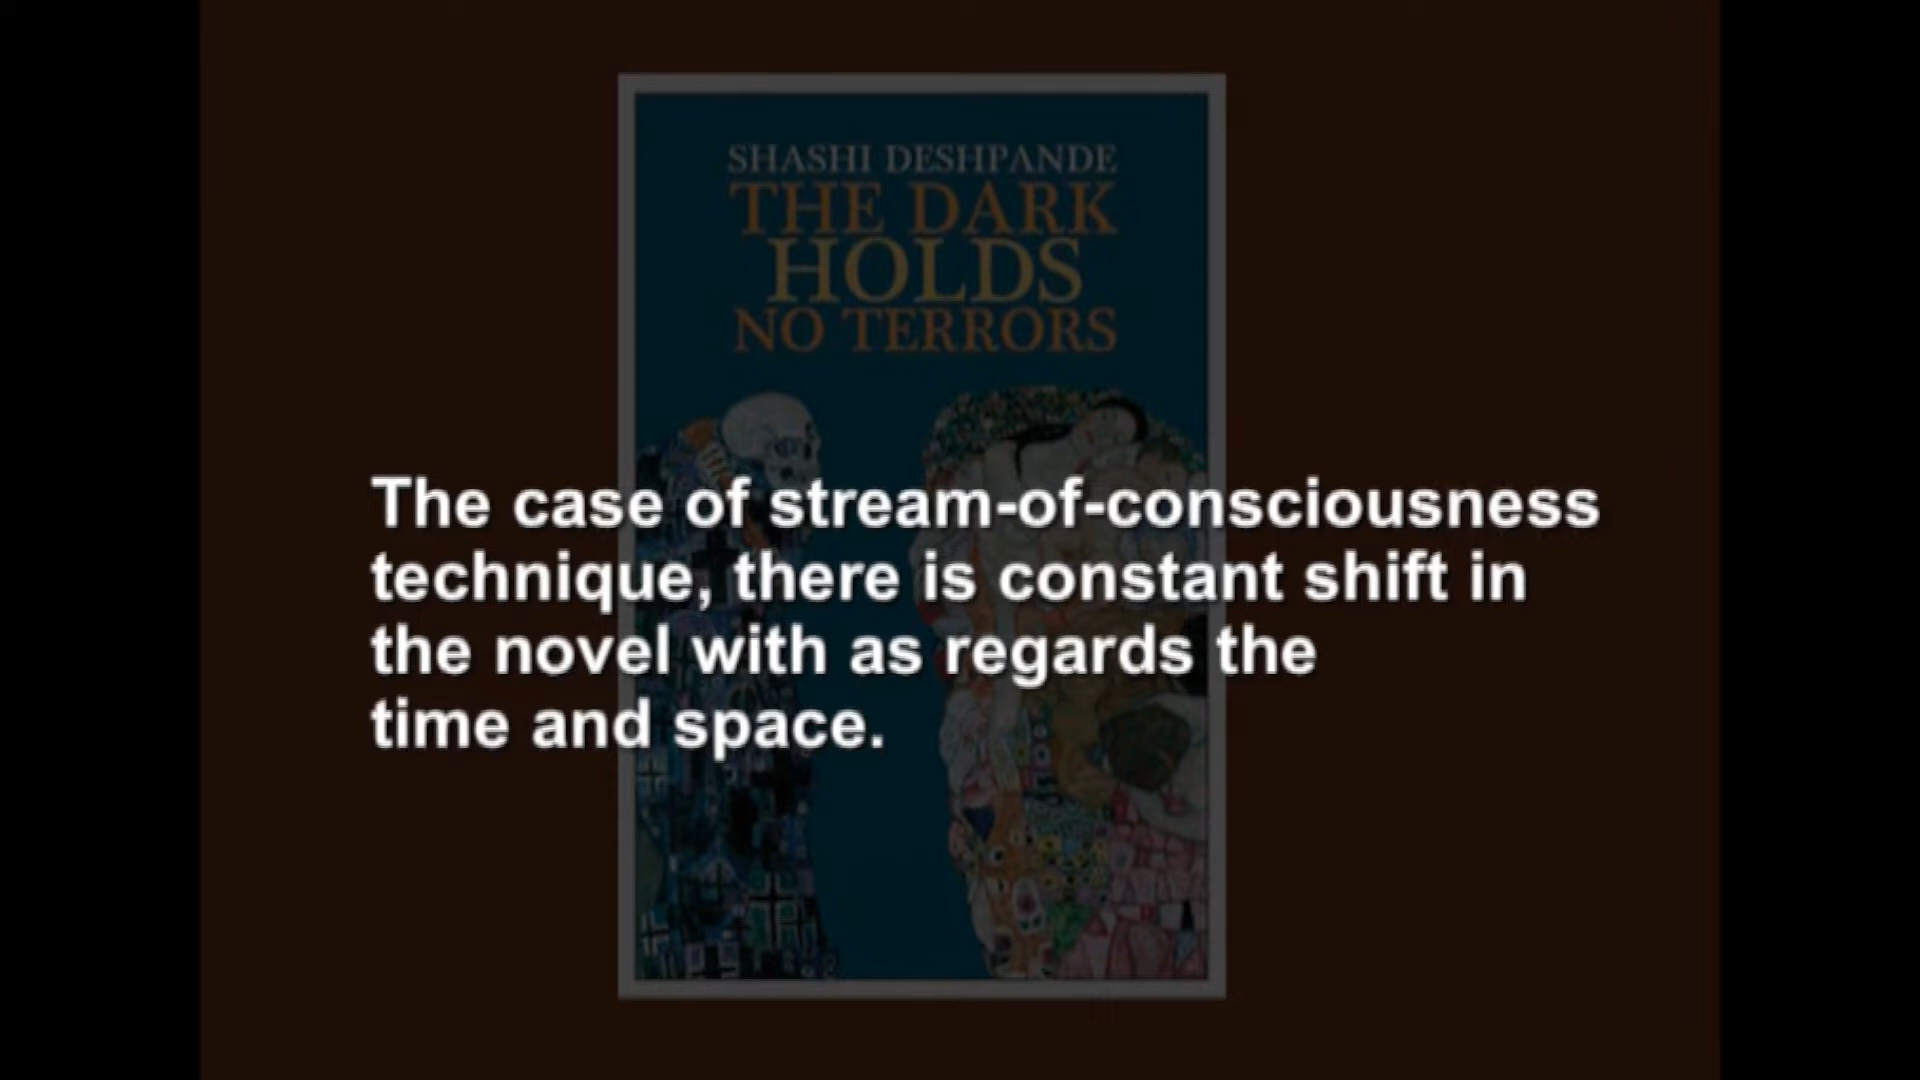 SHASHI DESHPANDE
THE DARK
HOLDS
NO TERRORS
The case of stream-of-consciousness
technique, there is constant shift in
the novel with as regards the
time and space.